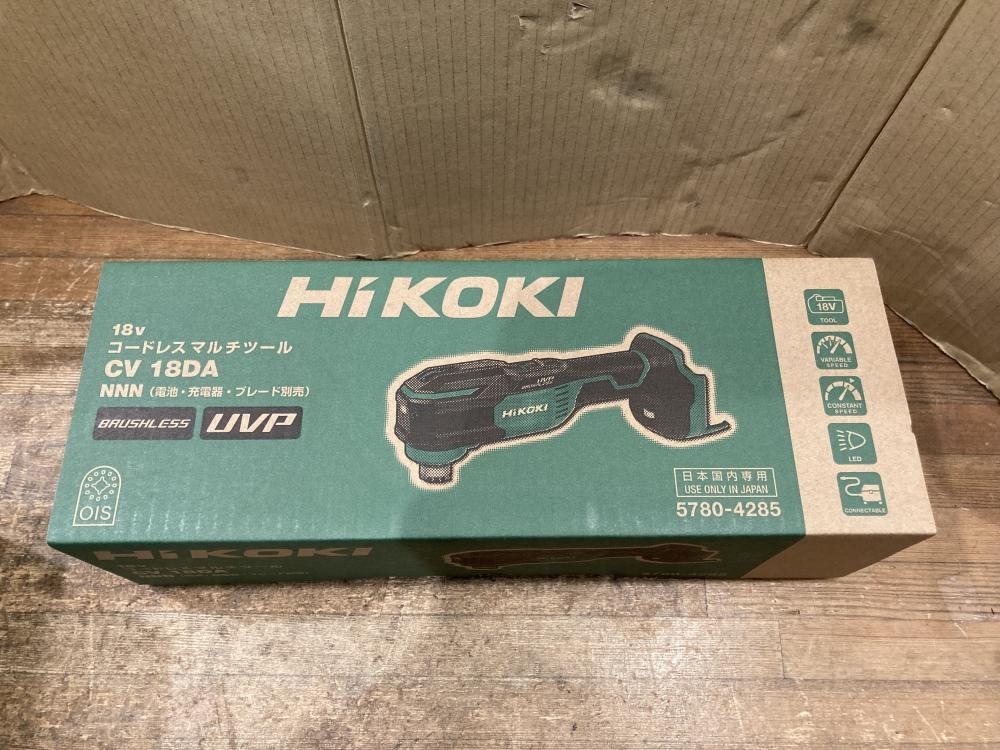 HiKOKI
18v
コードレスマルチツール
CV 18DA
NNN（電池・充電器・ブレード別売）
BRUSHLESS UVP
OIS
UVP
BRUSHLESS
HiKOKI
日本国内専用
USE ONLY IN JAPAN
5780-4285
18V
TOOL
VARIABLE
SPEED
CONSTANT
SPEED
LED
CONNECTABLE
HiKOKI